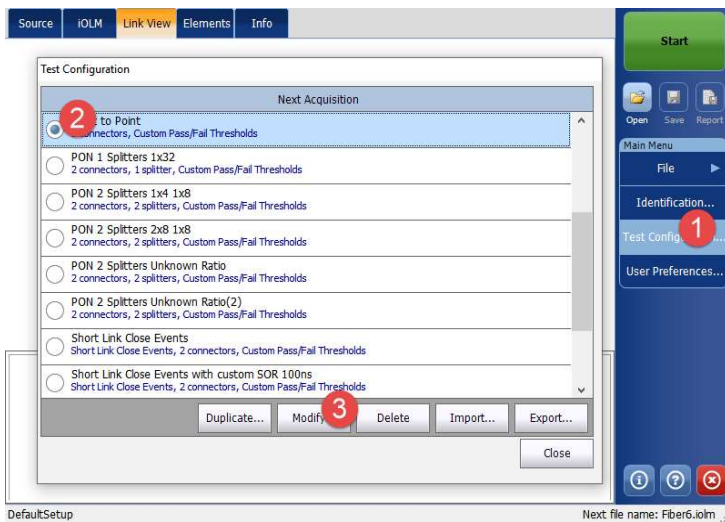 Source iOLM Link View Elements Info
Start
Test Configuration
Next Acquisition
2
to Point
connectors, Custom Pass/Fail Thresholds
PON 1 Splitters 1x32
2 connectors, 1 splitter, Custom Pass/Fail Thresholds
PON 2 Splitters 1x4 1x8
2 connectors, 2 splitters, Custom Pass/Fail Thresholds
PON 2 Splitters 2x8 1x8
2 connectors, 2 splitters, Custom Pass/Fail Thresholds
PON 2 Splitters Unknown Ratio
2 connectors, 2 splitters, Custom Pass/Fail Thresholds
PON 2 Splitters Unknown Ratio(2)
2 connectors, 2 splitters, Custom Pass/Fail Thresholds
Short Link Close Events
Short Link Close Events, 2 connectors, Custom Pass/Fail Thresholds
Short Link Close Events with custom SOR 100ns
Short Link Close Events, 2 connectors, Custom Pass/Fail Thresholds
3
Duplicate... Modify Delete Import... Export...
Close
Open Save Report
Main Menu
File
Identification...
1
Test Config
User Preferences...
DefaultSetup Next file name: Fiber6.iolm